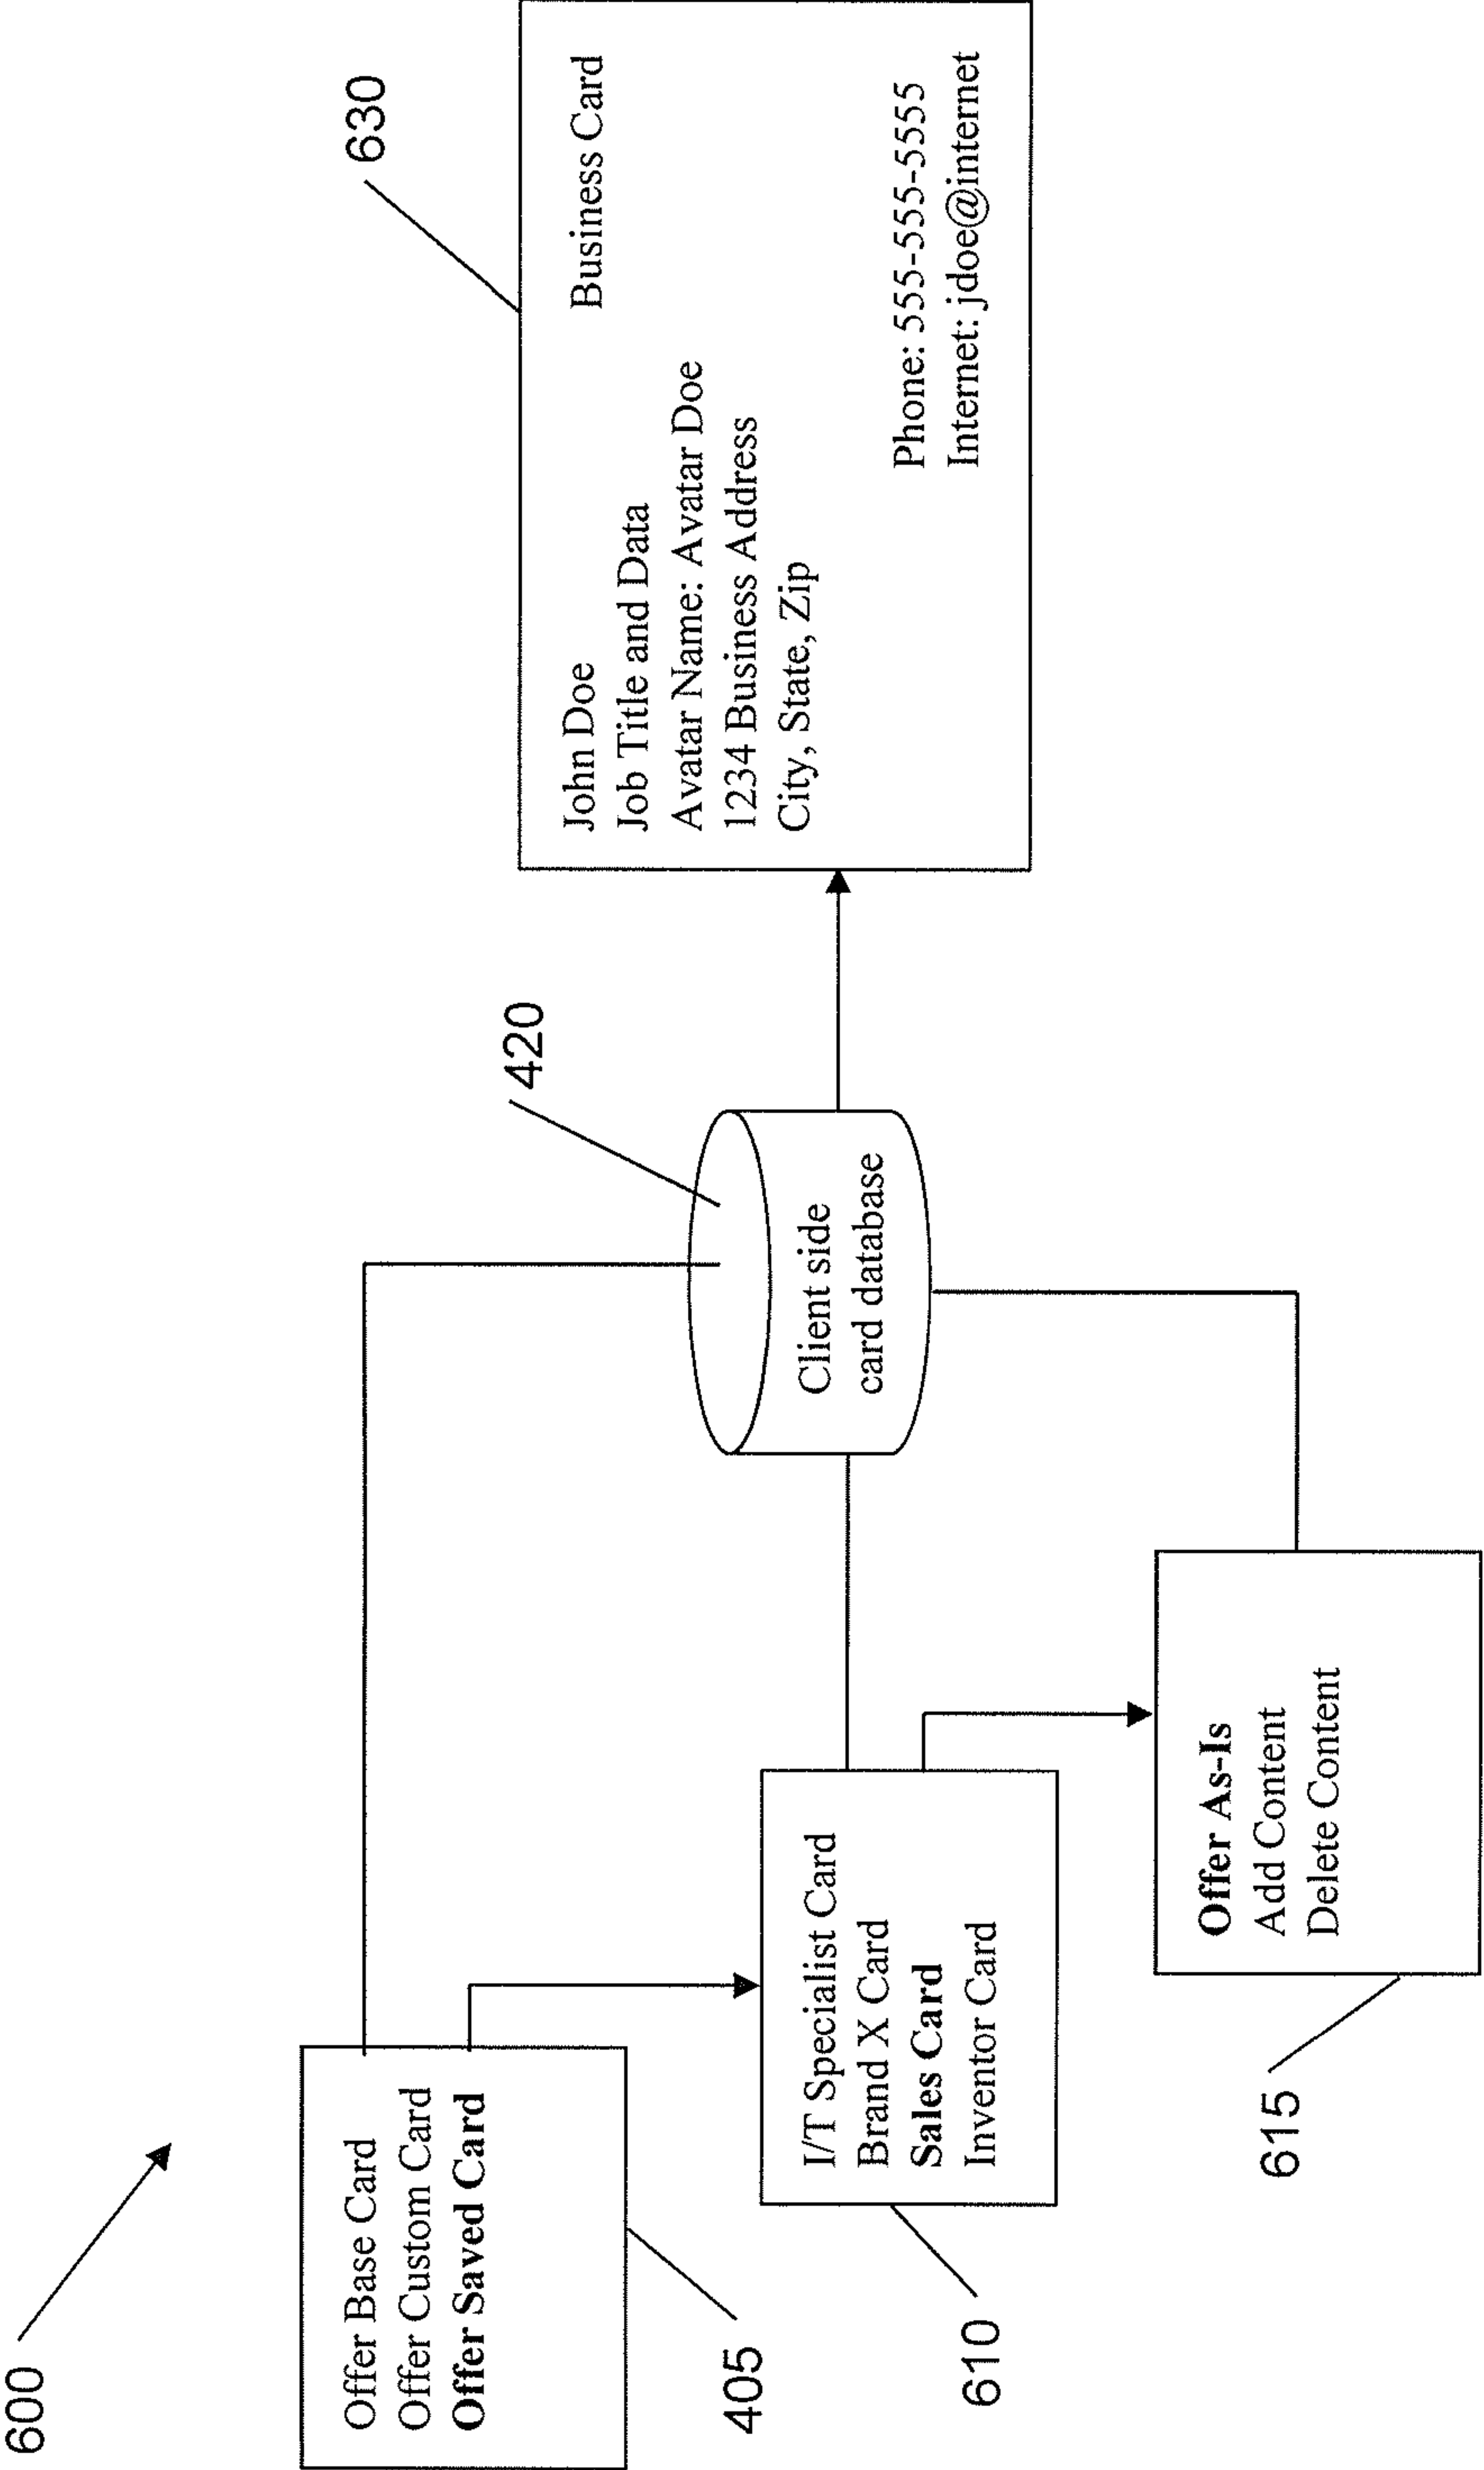 600
Offer Base Card
Offer Custom Card
Offer Saved Card
405
I/T Specialist Card
Brand X Card
Sales Card
Inventor Card
610
Offer As-Is
Add Content
Delete Content
615
Client side
card database
420
John Doe
Business Card
Job Title and Data
Avatar Name: Avatar Doe
1234 Business Address
City, State, Zip
Phone: 555-555-5555
Internet: jdoe@internet
630